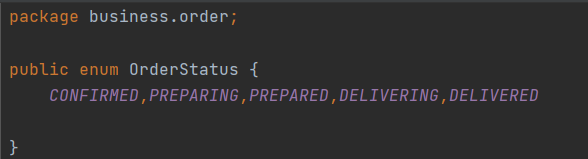 package business.order;
public enum OrderStatus {
CONFIRMED,PREPARING,PREPARED,DELIVERING,DELIVERED
}